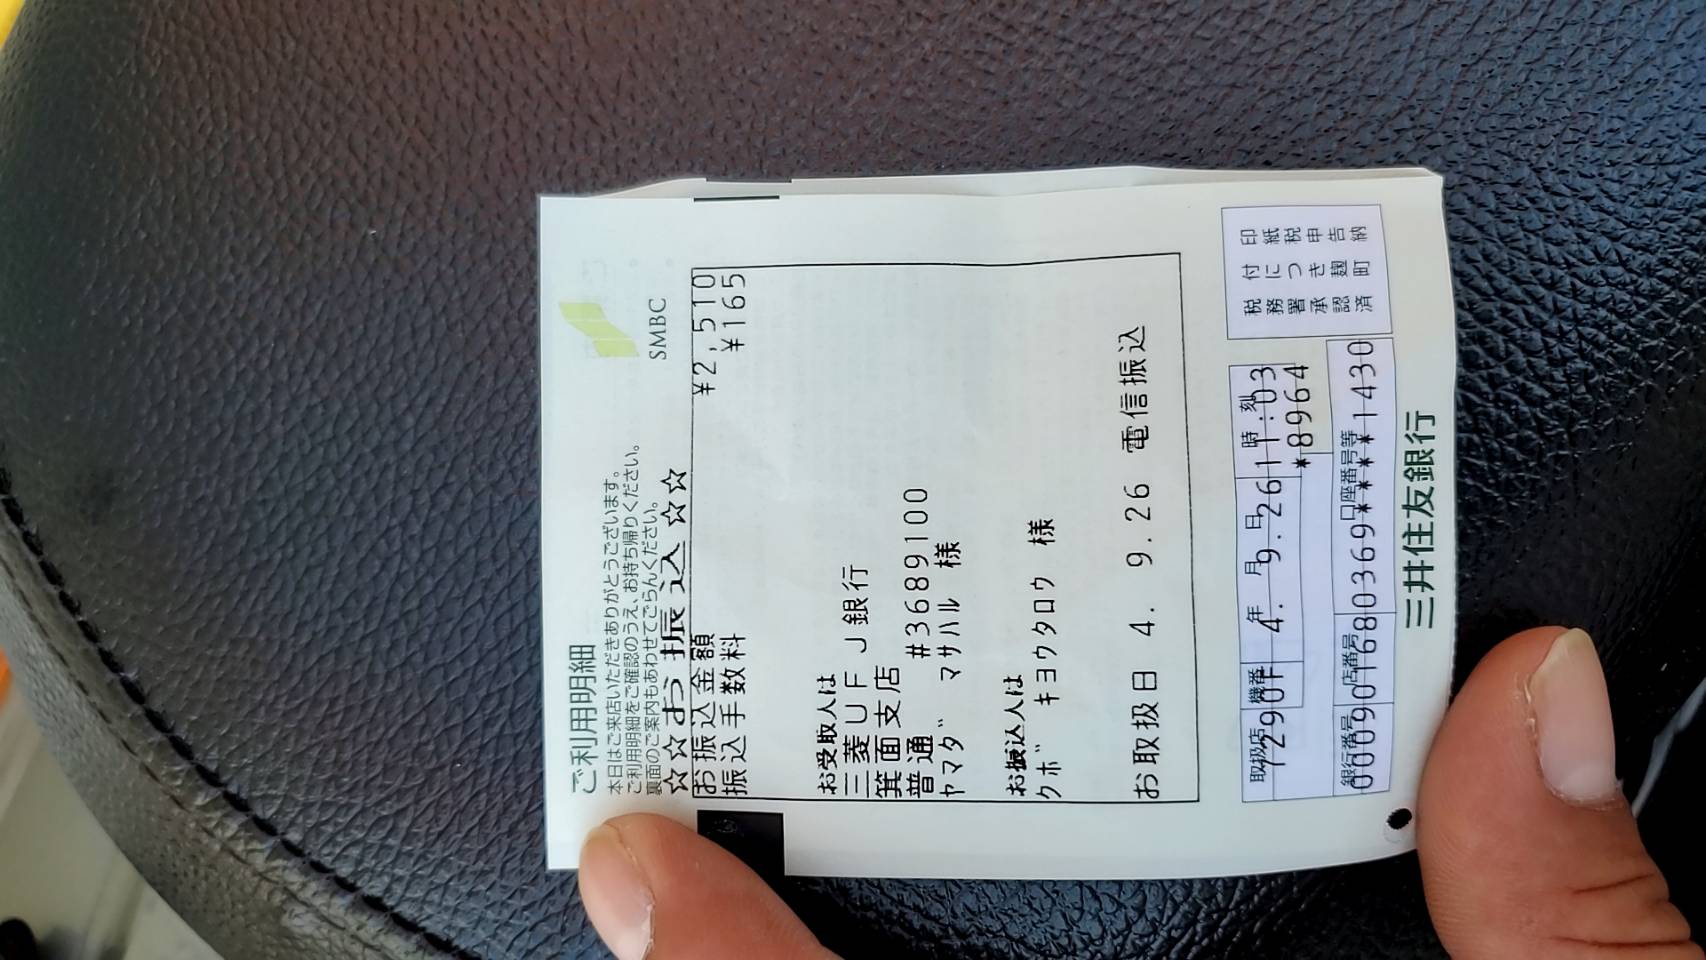 ご利用明細
SMBC
本日はご来店いただきありがとうございます。
ご利用明細をご確認のうえ、お持ち帰りください。
裏面のご案内もあわせてごらんください。
☆☆☆お振込☆☆☆
お振込金額 ¥2,510
振込手数料 ¥165
お受取人は
三菱UFJ銀行
箕面支店
普通 #3689100
ヤマダ マサハル 様
お振込人は
クボ キヨウタロウ 様
お取扱日 4. 9.26 電信振込
印紙税申告納
付につき麹町
税務署承認済
取扱店 機番 年 月 日 時刻
7290F 4. 9.26 11:03
*8964
銀行番号 店番号 口座番号等
0009 0168 0369*****1430
三井住友銀行